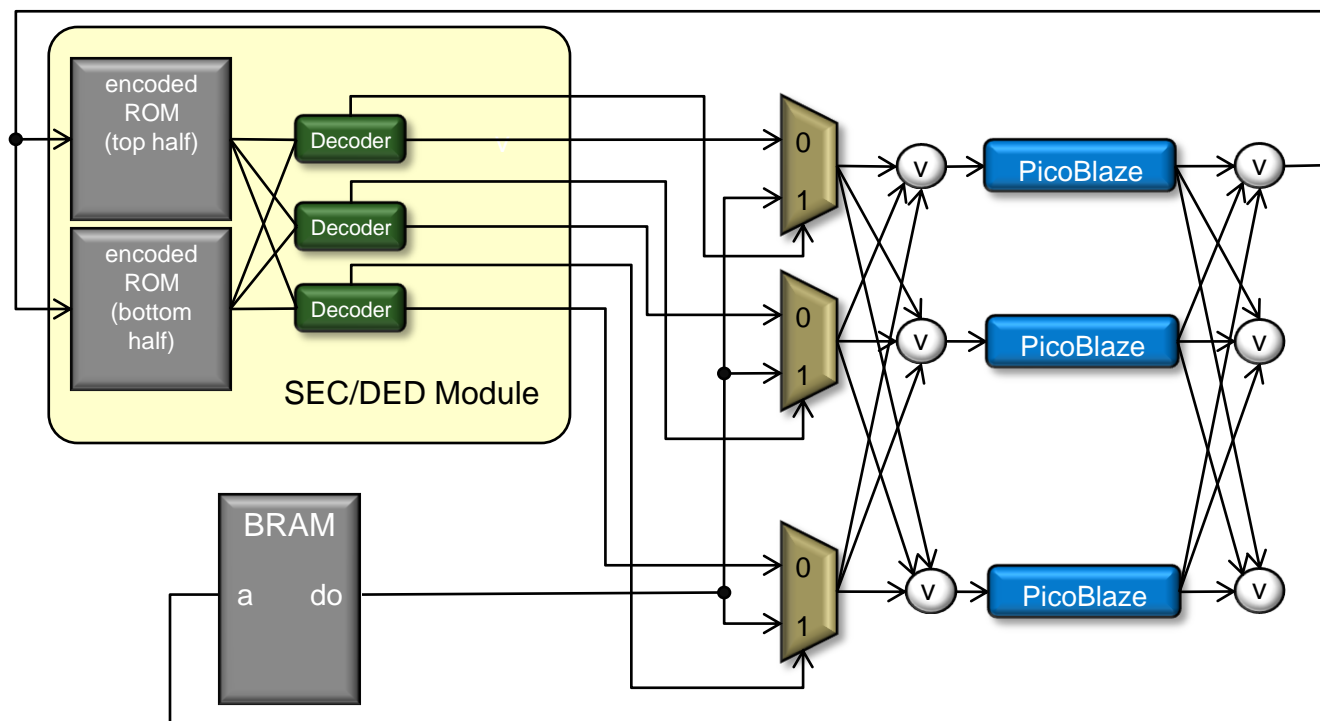 encoded
ROM
(top half)
encoded
ROM
(bottom
half)
Decoder
Decoder
Decoder
SEC/DED Module
BRAM
a do
0
1
0
1
0
1
v
v
v
PicoBlaze
PicoBlaze
PicoBlaze
v
v
v